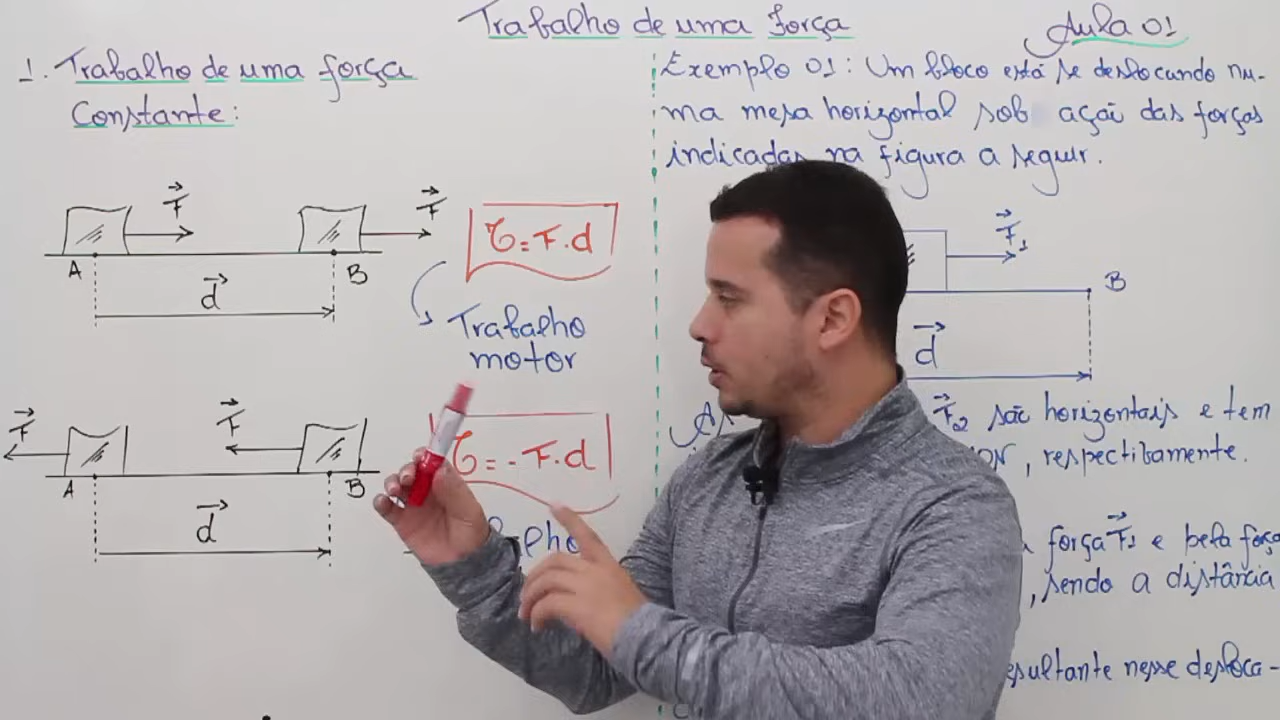 Trabalho de uma força
Aula 01
1. Trabalho de uma força
Constante:
F
F
A
B
d
τ = F.d
Trabalho
motor
F
F
A
B
d
τ = - F.d
Exemplo 01: Um bloco está se deslocando nu-
ma mesa horizontal sob ação das forças
indicadas na figura a seguir.
F1
B
d
F2 são horizontais e tem
N, respectibamente.
força F1 e pela força
, sendo a distância
resultante nesse desloca-